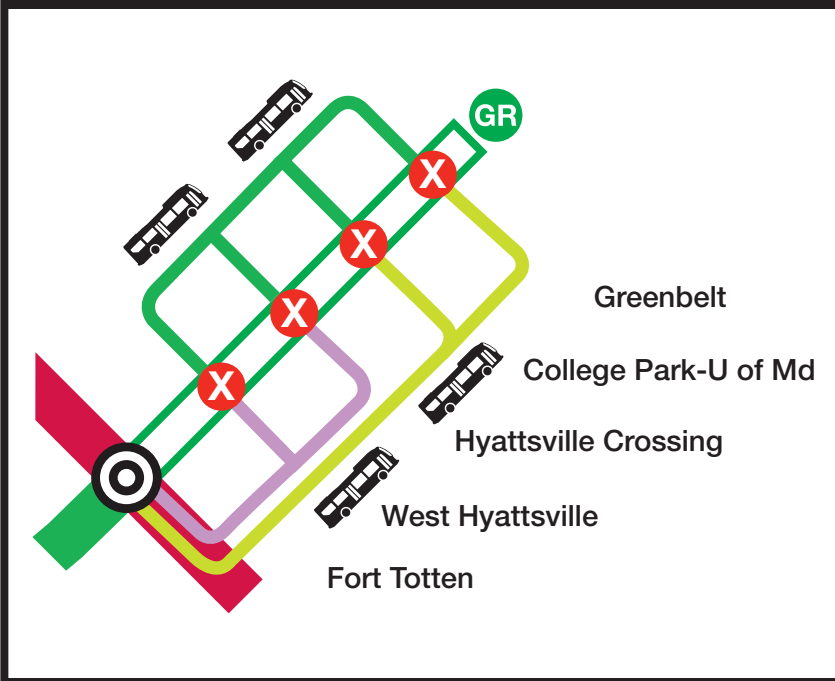 GR
X
X
X
X
Greenbelt
College Park-U of Md
Hyattsville Crossing
West Hyattsville
Fort Totten